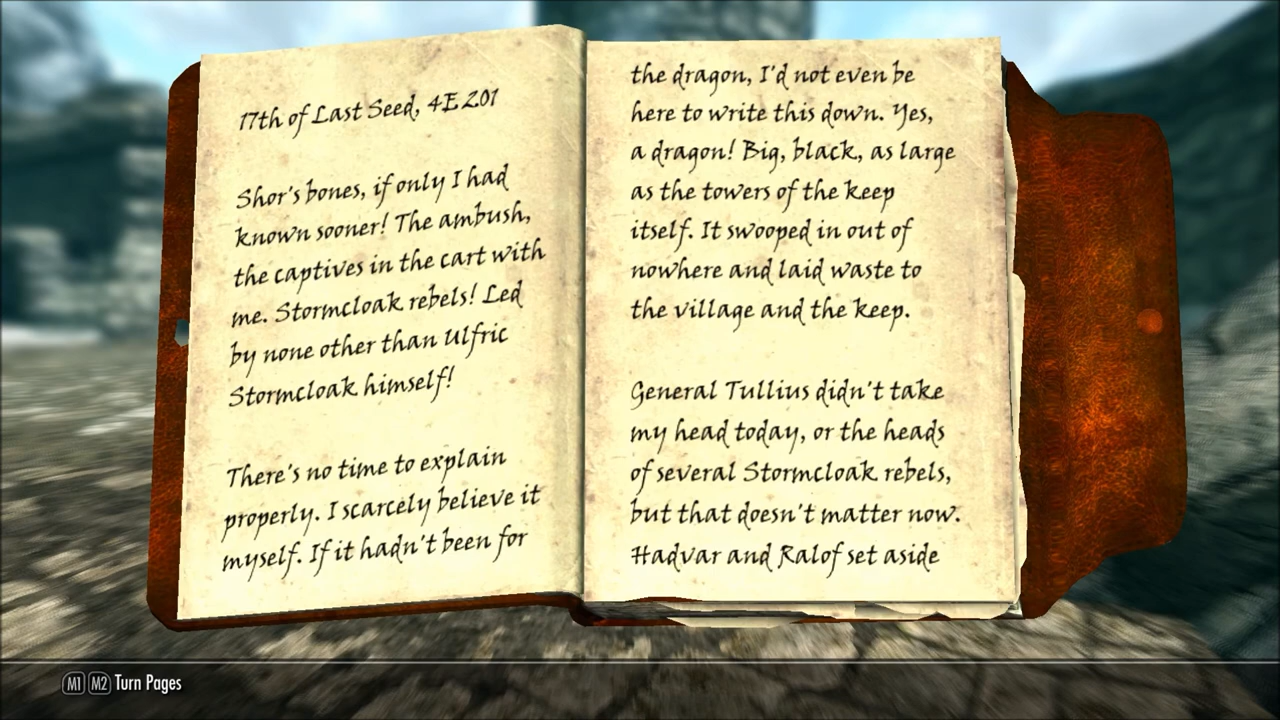 17th of Last Seed, 4E 201
Shor's bones, if only I had
known sooner! The ambush,
the captives in the cart with
me. Stormcloak rebels! Led
by none other than Ulfric
Stormcloak himself!
There's no time to explain
properly. I scarcely believe it
myself. If it hadn't been for
the dragon, I'd not even be
here to write this down. Yes,
a dragon! Big, black, as large
as the towers of the keep
itself. It swooped in out of
nowhere and laid waste to
the village and the keep.
General Tullius didn't take
my head today, or the heads
of several Stormcloak rebels,
but that doesn't matter now.
Hadvar and Ralof set aside
M1 M2 Turn Pages